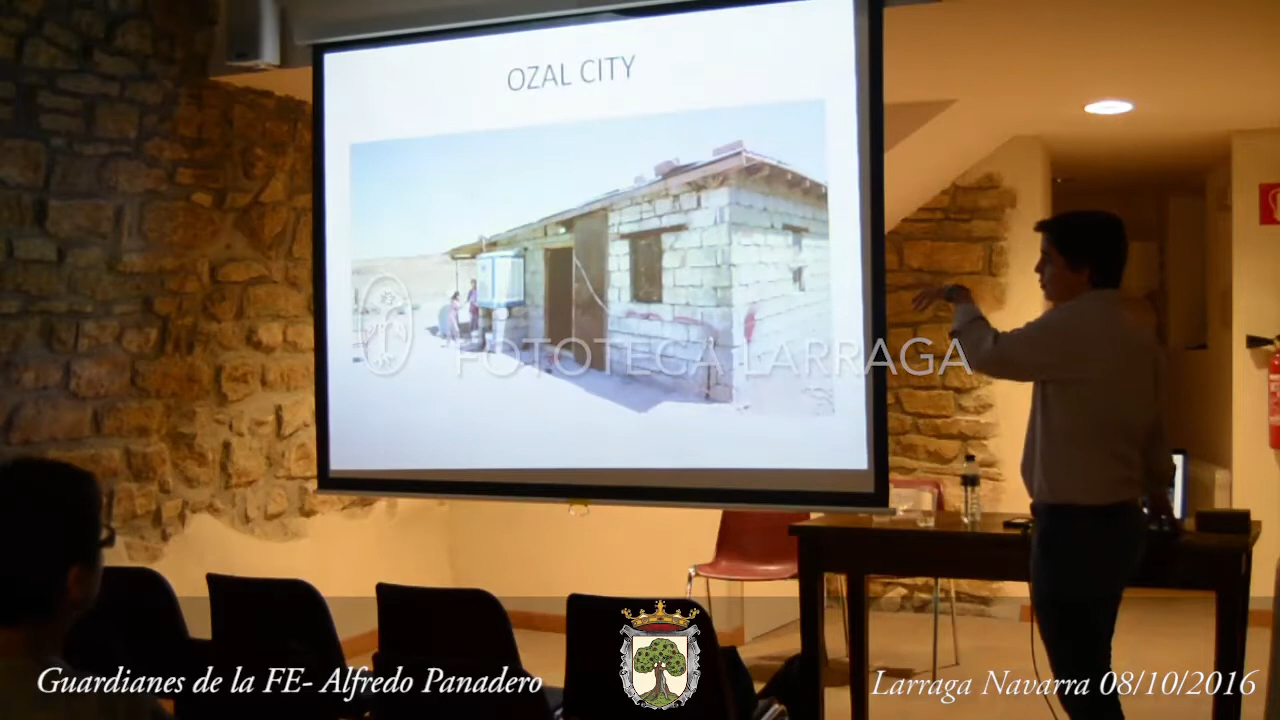 OZAL CITY
FOTOTECA LARRAGA
Guardianes de la FE- Alfredo Panadero
Larraga Navarra 08/10/2016